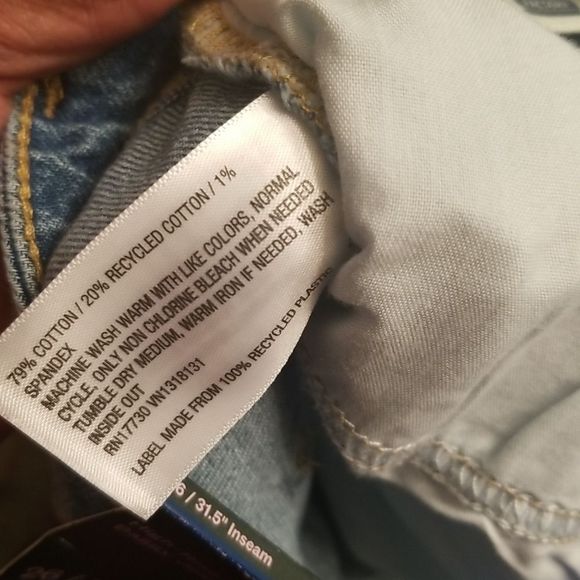 79% COTTON / 20% RECYCLED COTTON / 1%
SPANDEX
MACHINE WASH WARM WITH LIKE COLORS, NORMAL
CYCLE, ONLY NON CHLORINE BLEACH WHEN NEEDED
TUMBLE DRY MEDIUM, WARM IRON IF NEEDED, WASH
INSIDE OUT
RN17730 VN1318131
LABEL MADE FROM 100% RECYCLED PLASTIC
6 / 31.5" Inseam